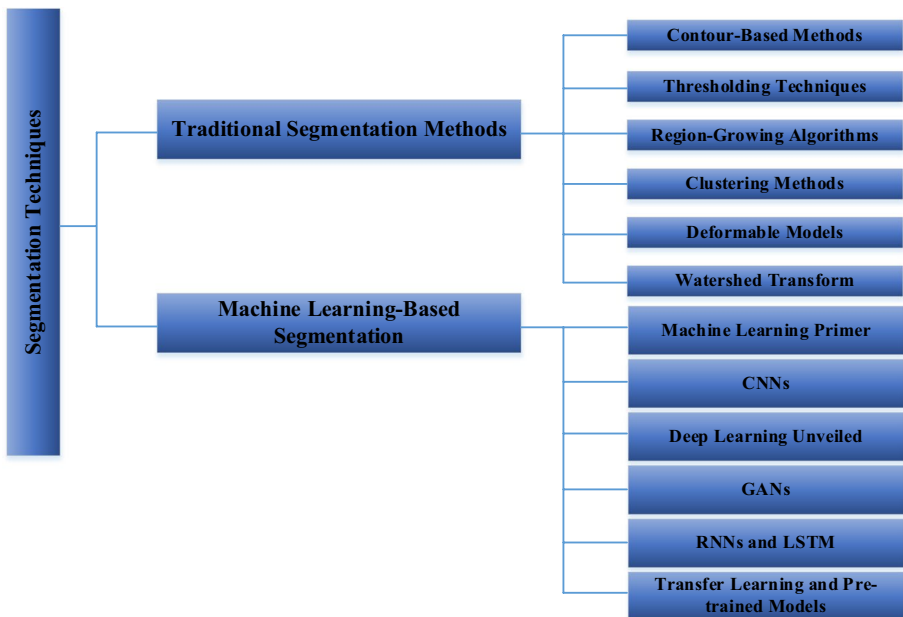 Segmentation Techniques
Traditional Segmentation Methods
Contour-Based Methods
Thresholding Techniques
Region-Growing Algorithms
Clustering Methods
Deformable Models
Watershed Transform
Machine Learning-Based
Segmentation
Machine Learning Primer
CNNs
Deep Learning Unveiled
GANs
RNNs and LSTM
Transfer Learning and Pre-
trained Models